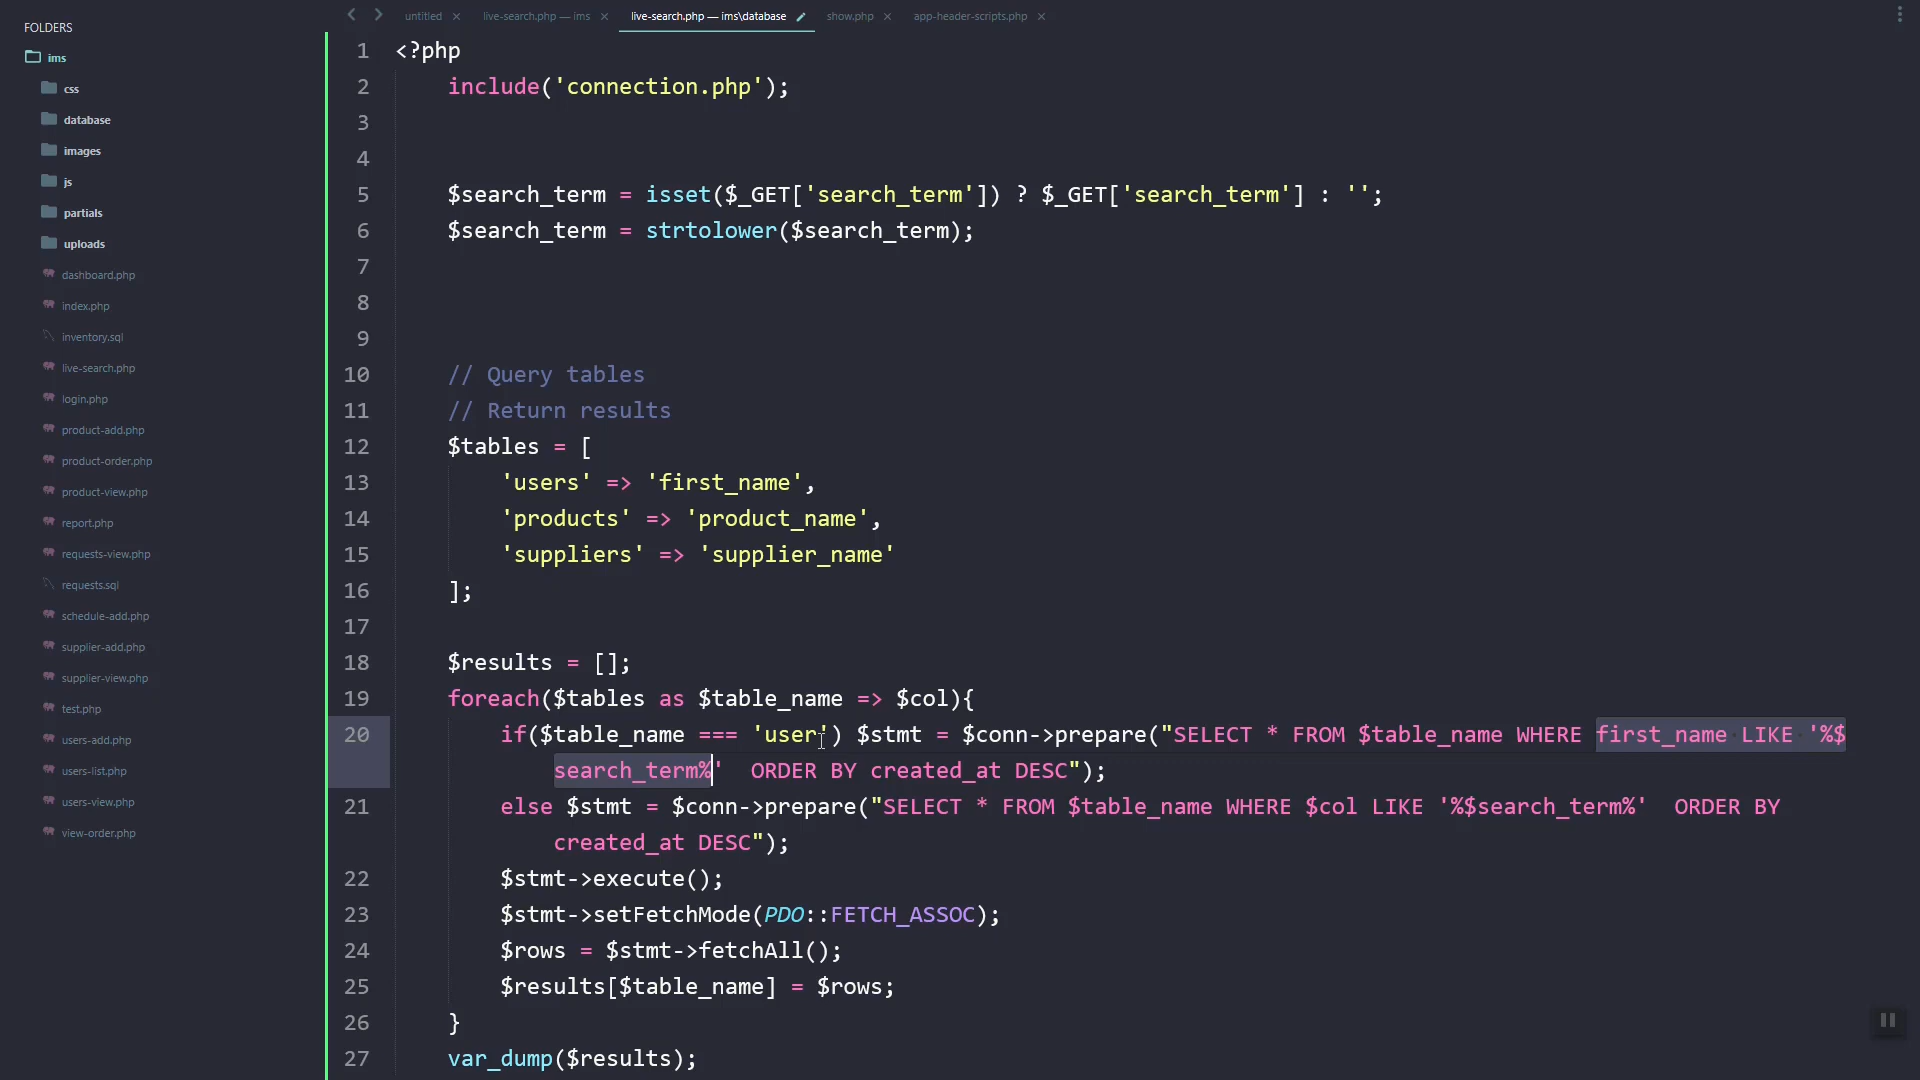 FOLDERS
ims
css
database
images
js
partials
uploads
dashboard.php
index.php
inventory.sql
live-search.php
login.php
product-add.php
product-order.php
product-view.php
report.php
requests-view.php
requests.sql
schedule-add.php
supplier-add.php
supplier-view.php
test.php
users-add.php
users-list.php
users-view.php
view-order.php
untitled
live-search.php — ims
live-search.php — ims\database
show.php
app-header-scripts.php
1 <?php
2 include('connection.php');
3
4
5 $search_term = isset($_GET['search_term']) ? $_GET['search_term'] : '';
6 $search_term = strtolower($search_term);
7
8
9
10 // Query tables
11 // Return results
12 $tables = [
13 'users' => 'first_name',
14 'products' => 'product_name',
15 'suppliers' => 'supplier_name'
16 ];
17
18 $results = [];
19 foreach($tables as $table_name => $col){
20 if($table_name === 'user') $stmt = $conn->prepare("SELECT * FROM $table_name WHERE first_name LIKE '%$
search_term%'  ORDER BY created_at DESC");
21 else $stmt = $conn->prepare("SELECT * FROM $table_name WHERE $col LIKE '%$search_term%'  ORDER BY
created_at DESC");
22 $stmt->execute();
23 $stmt->setFetchMode(PDO::FETCH_ASSOC);
24 $rows = $stmt->fetchAll();
25 $results[$table_name] = $rows;
26 }
27 var_dump($results);